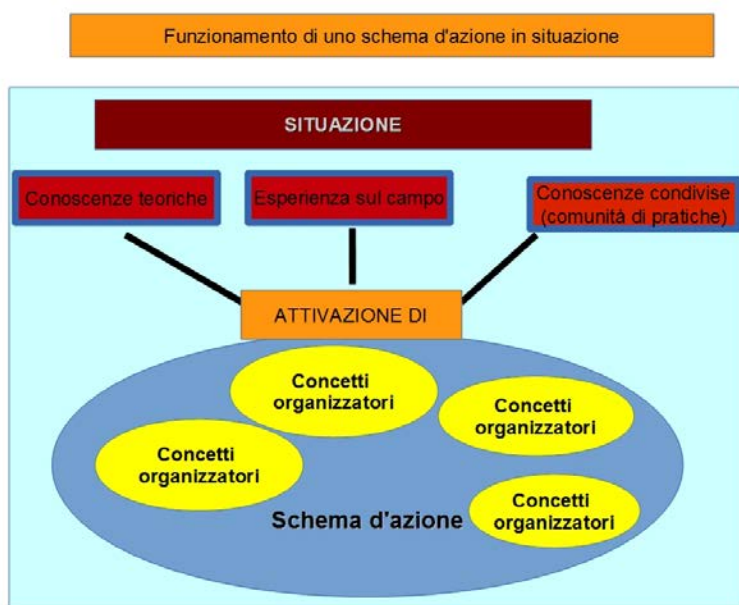 Funzionamento di uno schema d'azione in situazione
SITUAZIONE
Conoscenze teoriche
Esperienza sul campo
Conoscenze condivise
(comunità di pratiche)
ATTIVAZIONE DI
Concetti
organizzatori
Concetti
organizzatori
Concetti
organizzatori
Concetti
organizzatori
Schema d'azione